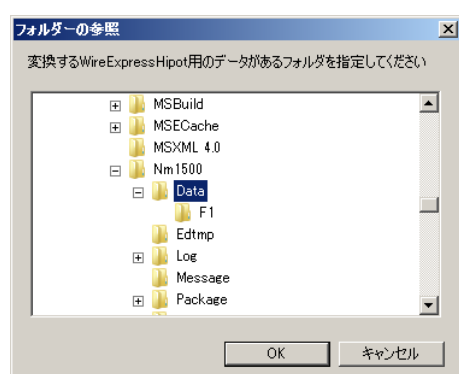 フォルダーの参照
変換するWireExpressHipot用のデータがあるフォルダを指定してください
MSBuild
MSECache
MSXML 4.0
Nm1500
Data
F1
Edtmp
Log
Message
Package
OK
キャンセル